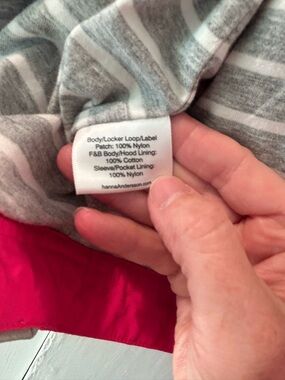 Body/Locker Loop/Label
Patch: 100% Nylon
F&B Body/Hood Lining:
100% Cotton
Sleeve/Pocket Lining:
100% Nylon
hannaAndersson.com